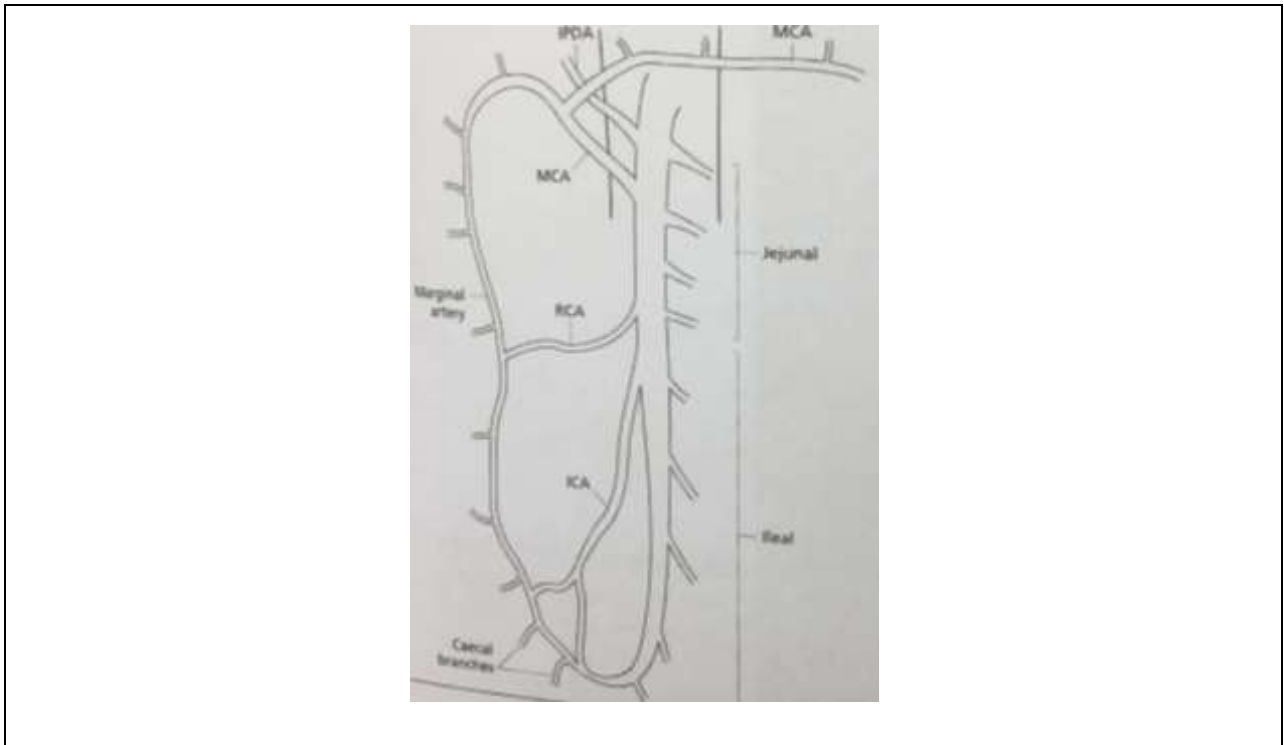 IPDA
MCA
MCA
Jejunal
Marginal
artery
RCA
ICA
Ileal
Caecal
branches